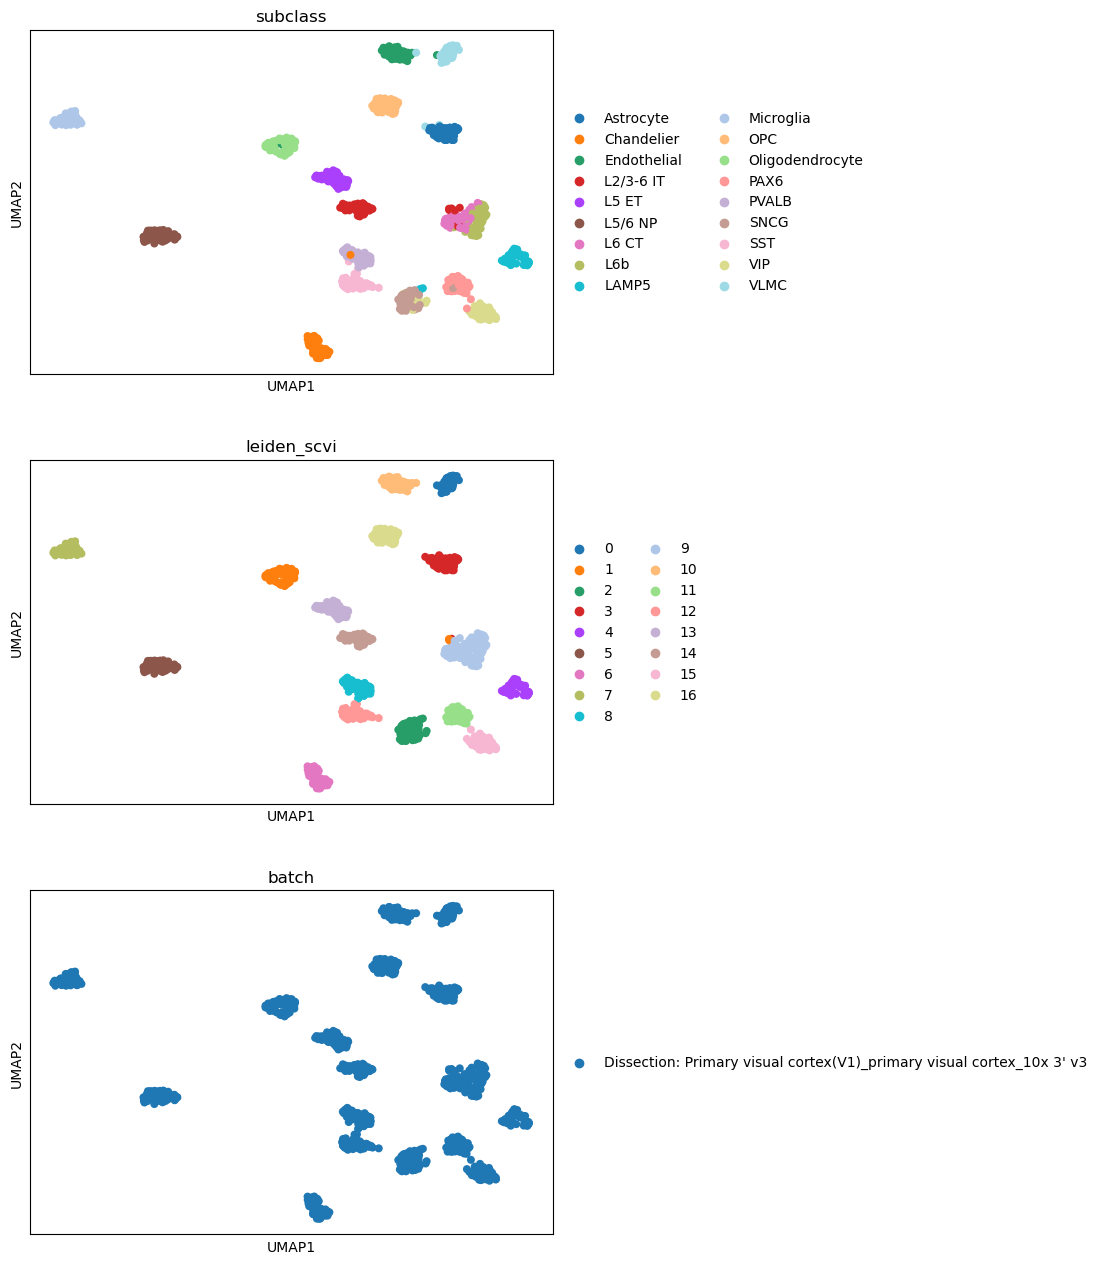 subclass
UMAP2
UMAP1
Astrocyte
Chandelier
Endothelial
L2/3-6 IT
L5 ET
L5/6 NP
L6 CT
L6b
LAMP5
Microglia
OPC
Oligodendrocyte
PAX6
PVALB
SNCG
SST
VIP
VLMC
leiden_scvi
UMAP2
UMAP1
0
1
2
3
4
5
6
7
8
9
10
11
12
13
14
15
16
batch
UMAP2
UMAP1
Dissection: Primary visual cortex(V1)_primary visual cortex_10x 3' v3